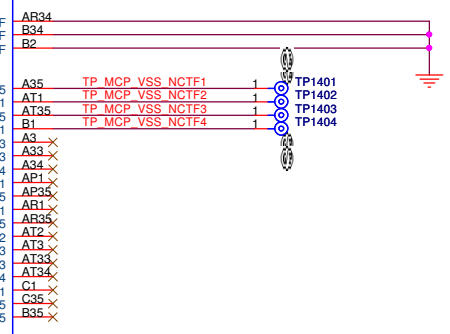 AR34
B34
B2
A35 TP_MCP_VSS_NCTF1 1 TP1401
AT1 TP_MCP_VSS_NCTF2 1 TP1402
AT35 TP_MCP_VSS_NCTF3 1 TP1403
B1 TP_MCP_VSS_NCTF4 1 TP1404
A3
A33
A34
AP1
AP35
AR1
AR35
AT2
AT3
AT33
AT34
C1
C35
B35